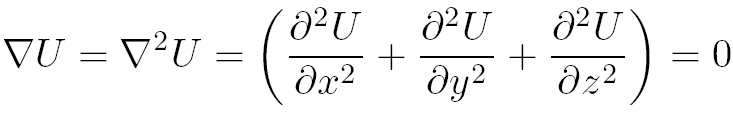 ∇U = ∇²U = (∂²U/∂x² + ∂²U/∂y² + ∂²U/∂z²) = 0